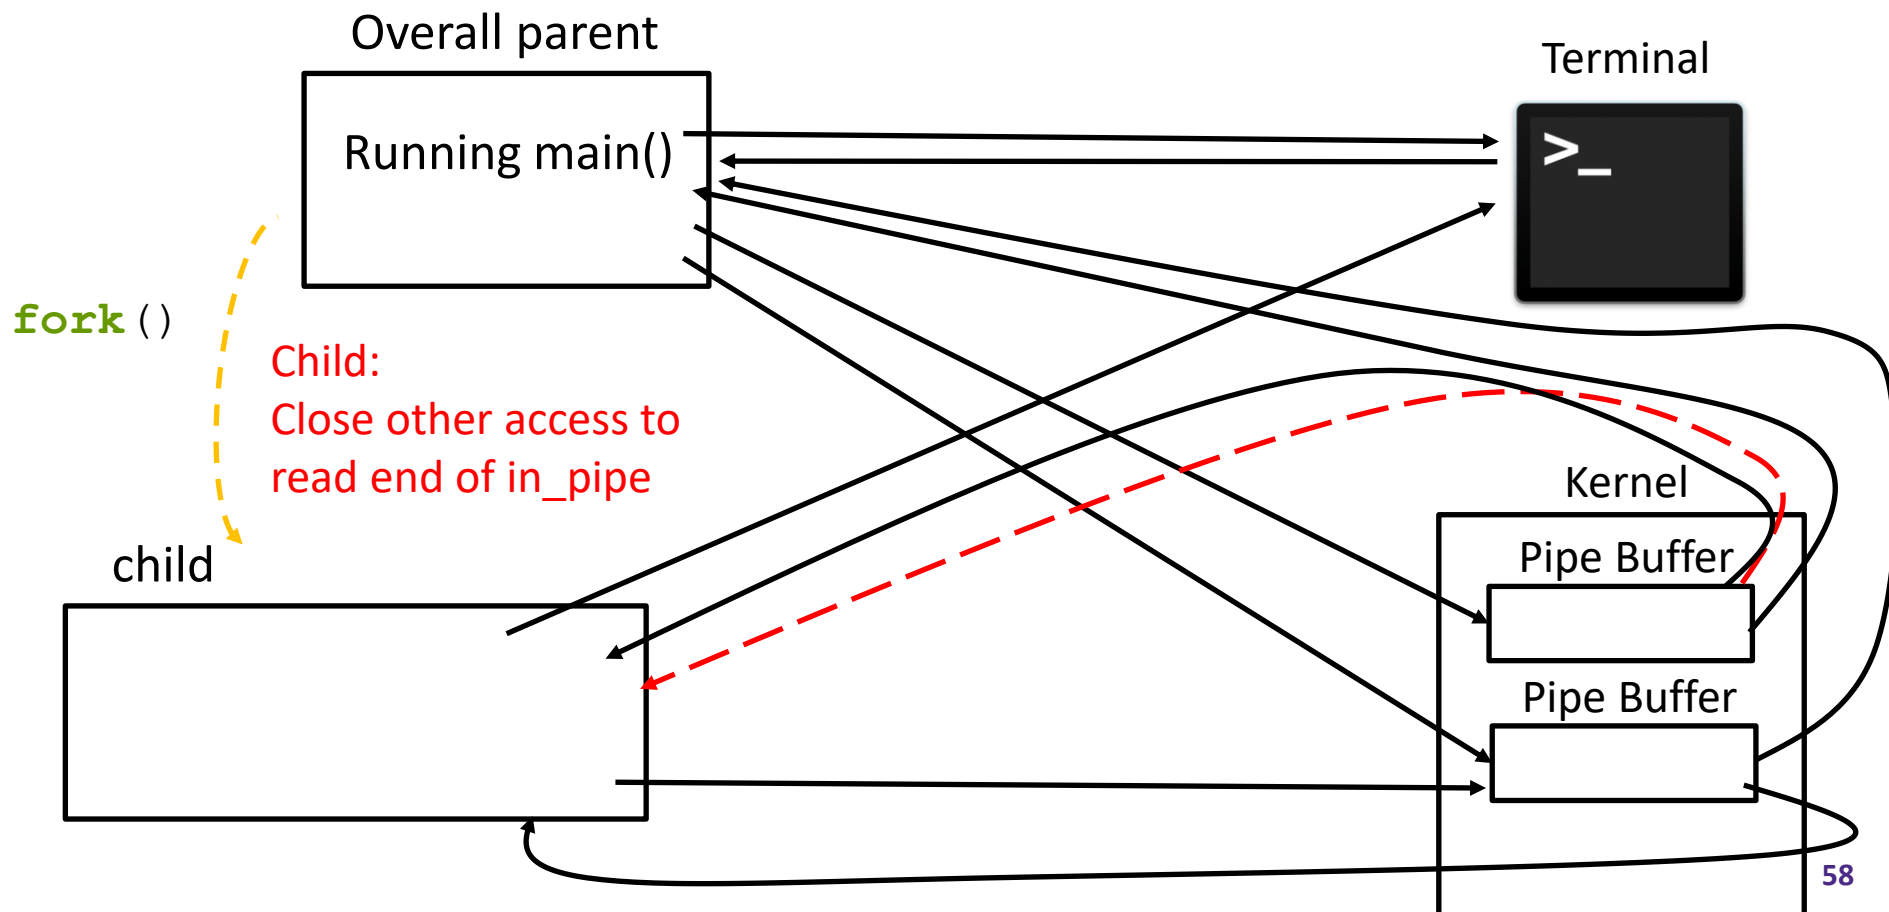 Overall parent
Terminal
Running main()
>_
fork()
Child:
Close other access to
read end of in_pipe
Kernel
child
Pipe Buffer
Pipe Buffer
58